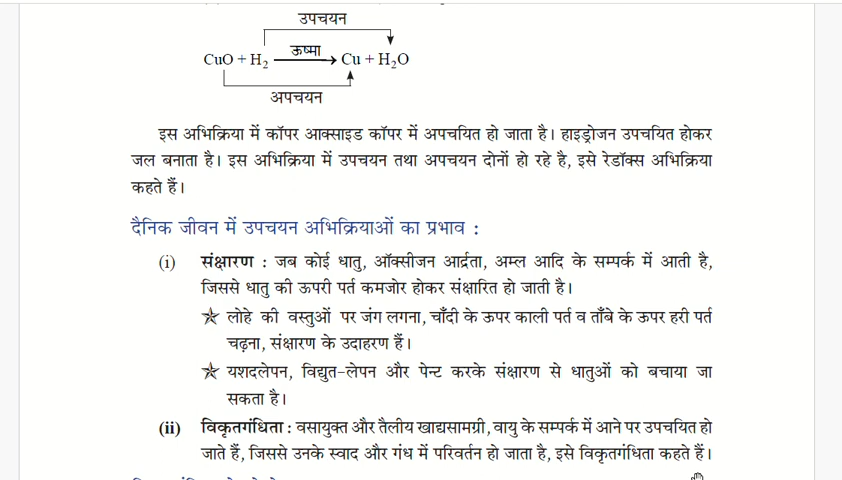 उपचयन
CuO + H₂ ऊष्मा → Cu + H₂O
अपचयन
इस अभिक्रिया में कॉपर आक्साइड कॉपर में अपचयित हो जाता है। हाइड्रोजन उपचयित होकर
जल बनाता है। इस अभिक्रिया में उपचयन तथा अपचयन दोनों हो रहे है, इसे रेडॉक्स अभिक्रिया
कहते हैं।
दैनिक जीवन में उपचयन अभिक्रियाओं का प्रभाव :
(i) संक्षारण : जब कोई धातु, ऑक्सीजन आर्द्रता, अम्ल आदि के सम्पर्क में आती है,
जिससे धातु की ऊपरी पर्त कमजोर होकर संक्षारित हो जाती है।
☆ लोहे की वस्तुओं पर जंग लगना, चाँदी के ऊपर काली पर्त व ताँबे के ऊपर हरी पर्त
चढ़ना, संक्षारण के उदाहरण हैं।
☆ यशदलेपन, विद्युत-लेपन और पेन्ट करके संक्षारण से धातुओं को बचाया जा
सकता है।
(ii) विकृतगंधिता : वसायुक्त और तैलीय खाद्यसामग्री, वायु के सम्पर्क में आने पर उपचयित हो
जाते हैं, जिससे उनके स्वाद और गंध में परिवर्तन हो जाता है, इसे विकृतगंधिता कहते हैं।